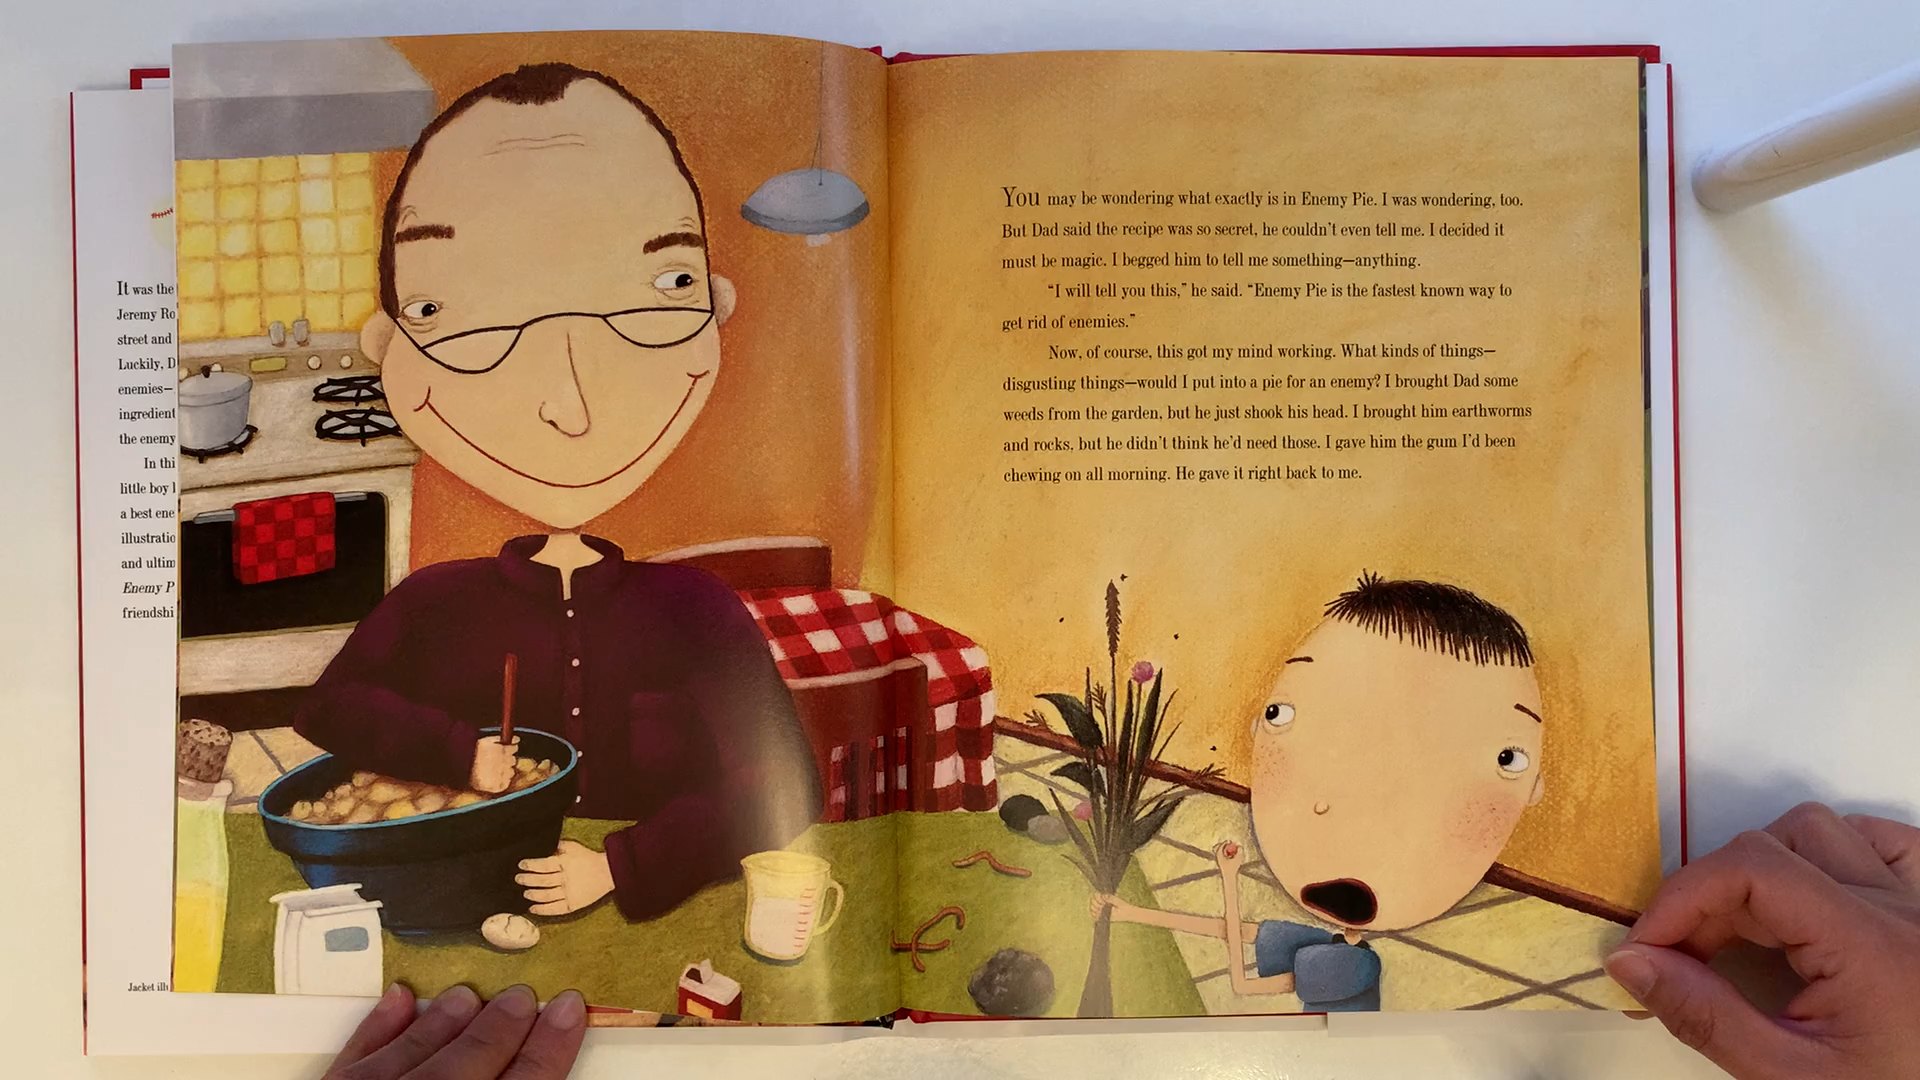 It was the
Jeremy Ro
street and
Luckily, D
enemies—
ingredient
the enemy
In thi
little boy l
a best ene
illustratio
and ultim
Enemy P
friendshi
Jacket ill
You may be wondering what exactly is in Enemy Pie. I was wondering, too.
But Dad said the recipe was so secret, he couldn't even tell me. I decided it
must be magic. I begged him to tell me something—anything.
"I will tell you this," he said. "Enemy Pie is the fastest known way to
get rid of enemies."
Now, of course, this got my mind working. What kinds of things—
disgusting things—would I put into a pie for an enemy? I brought Dad some
weeds from the garden, but he just shook his head. I brought him earthworms
and rocks, but he didn't think he'd need those. I gave him the gum I'd been
chewing on all morning. He gave it right back to me.